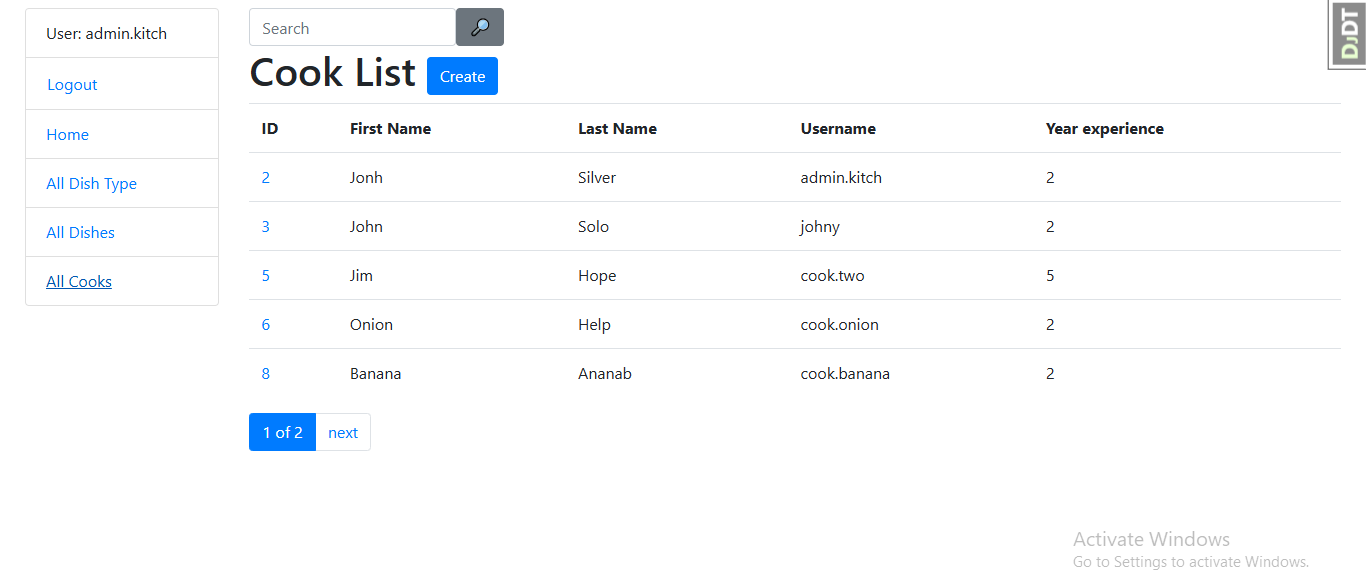 User: admin.kitch
Logout
Home
All Dish Type
All Dishes
All Cooks
Search
Cook List Create
ID First Name Last Name Username Year experience
2 Jonh Silver admin.kitch 2
3 John Solo johny 2
5 Jim Hope cook.two 5
6 Onion Help cook.onion 2
8 Banana Ananab cook.banana 2
1 of 2 next
DJDT
Activate Windows
Go to Settings to activate Windows.